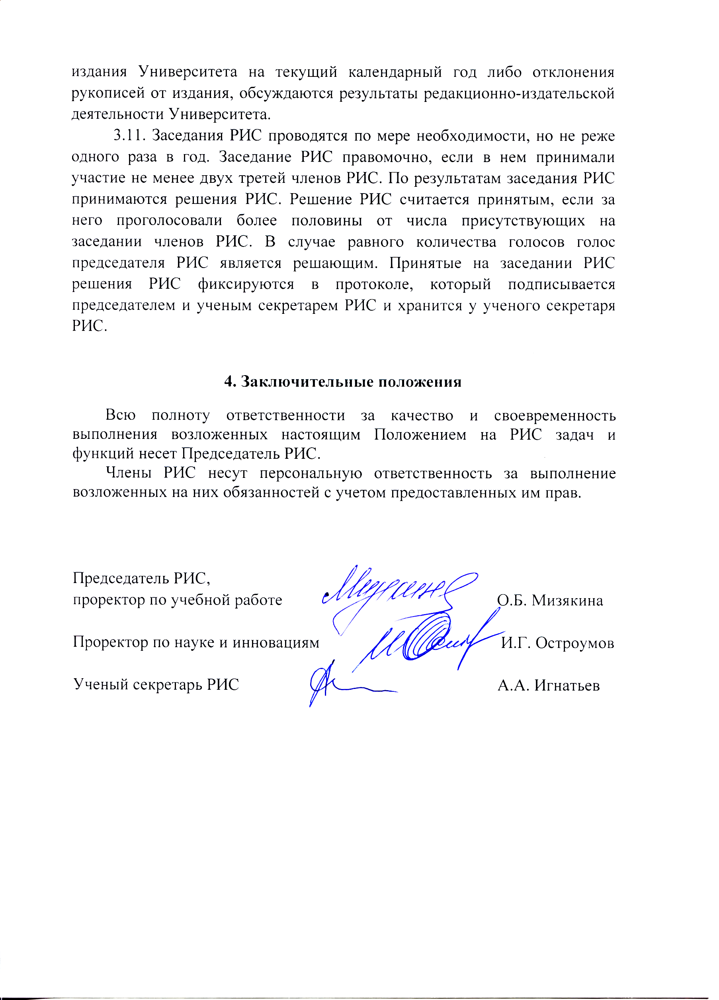 издания Университета на текущий календарный год либо отклонения
рукописей от издания, обсуждаются результаты редакционно-издательской
деятельности Университета.
3.11. Заседания РИС проводятся по мере необходимости, но не реже
одного раза в год. Заседание РИС правомочно, если в нем принимали
участие не менее двух третей членов РИС. По результатам заседания РИС
принимаются решения РИС. Решение РИС считается принятым, если за
него проголосовали более половины от числа присутствующих на
заседании членов РИС. В случае равного количества голосов голос
председателя РИС является решающим. Принятые на заседании РИС
решения РИС фиксируются в протоколе, который подписывается
председателем и ученым секретарем РИС и хранится у ученого секретаря
РИС.
4. Заключительные положения
Всю полноту ответственности за качество и своевременность
выполнения возложенных настоящим Положением на РИС задач и
функций несет Председатель РИС.
Члены РИС несут персональную ответственность за выполнение
возложенных на них обязанностей с учетом предоставленных им прав.
Председатель РИС,
проректор по учебной работе О.Б. Мизякина
Проректор по науке и инновациям И.Г. Остроумов
Ученый секретарь РИС А.А. Игнатьев